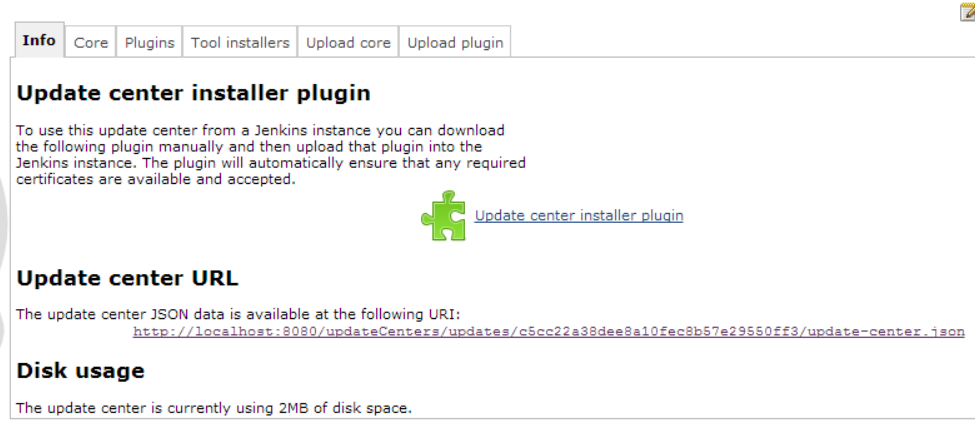 Info Core Plugins Tool installers Upload core Upload plugin
Update center installer plugin
To use this update center from a Jenkins instance you can download
the following plugin manually and then upload that plugin into the
Jenkins instance. The plugin will automatically ensure that any required
certificates are available and accepted.
Update center installer plugin
Update center URL
The update center JSON data is available at the following URI:
http://localhost:8080/updateCenters/updates/c5cc22a38dee8a10fec8b57e29550ff3/update-center.json
Disk usage
The update center is currently using 2MB of disk space.